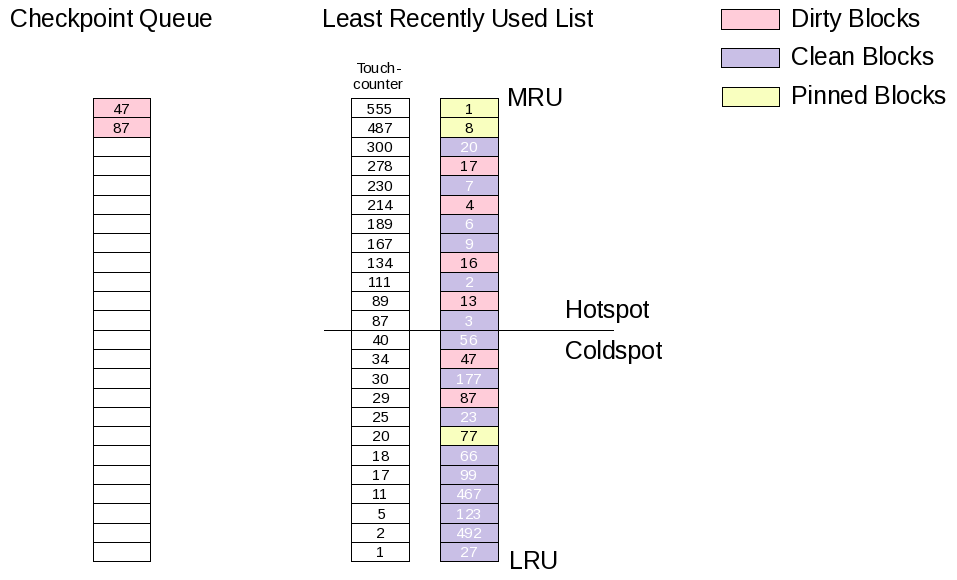 Checkpoint Queue
Least Recently Used List
Dirty Blocks
Clean Blocks
Pinned Blocks
Touch-
counter
MRU
47
87
555 1
487 8
300 20
278 17
230 7
214 4
189 6
167 9
134 16
111 2
89 13
87 3
Hotspot
Coldspot
40 56
34 47
30 177
29 87
25 23
20 77
18 66
17 99
11 467
5 123
2 492
1 27
LRU